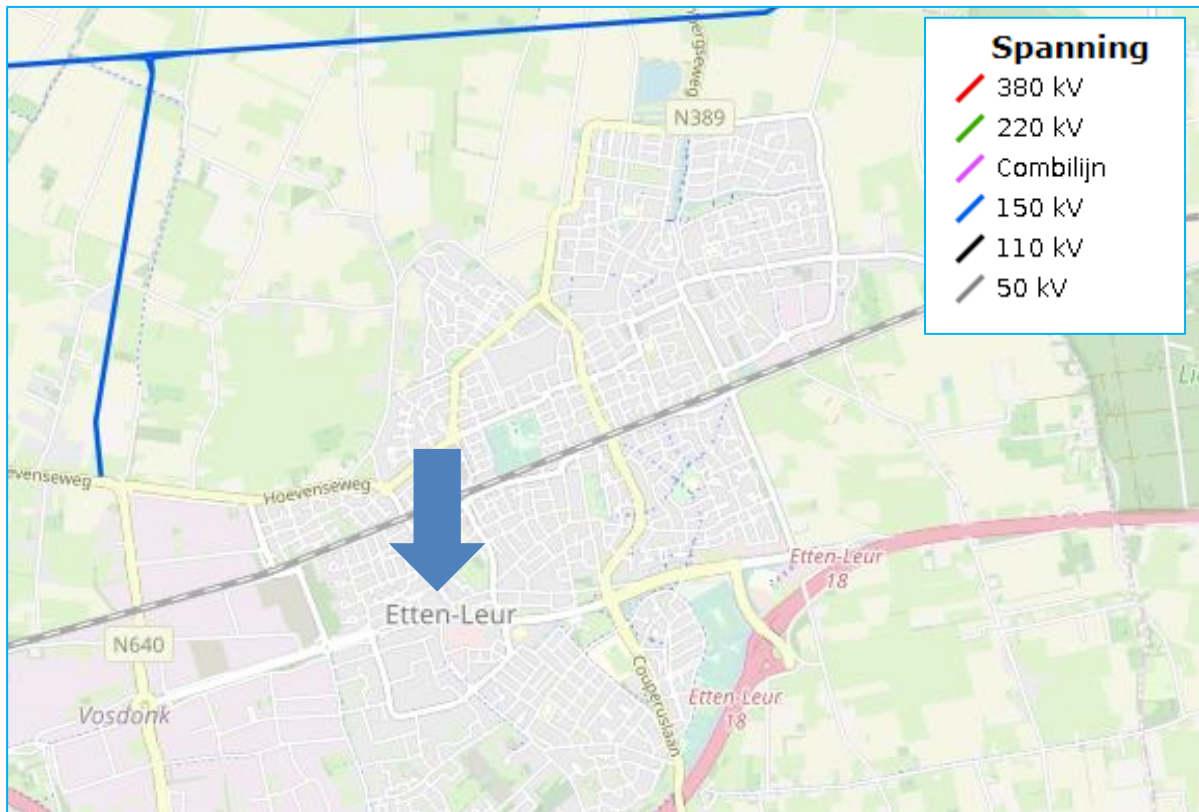 Spanning
380 kV
220 kV
Combilijn
150 kV
110 kV
50 kV
N389
Hoevenseweg
Etten-Leur
N640
Vosdonk
Etten-Leur
18
Etten-Leur
18
Couperuslaan